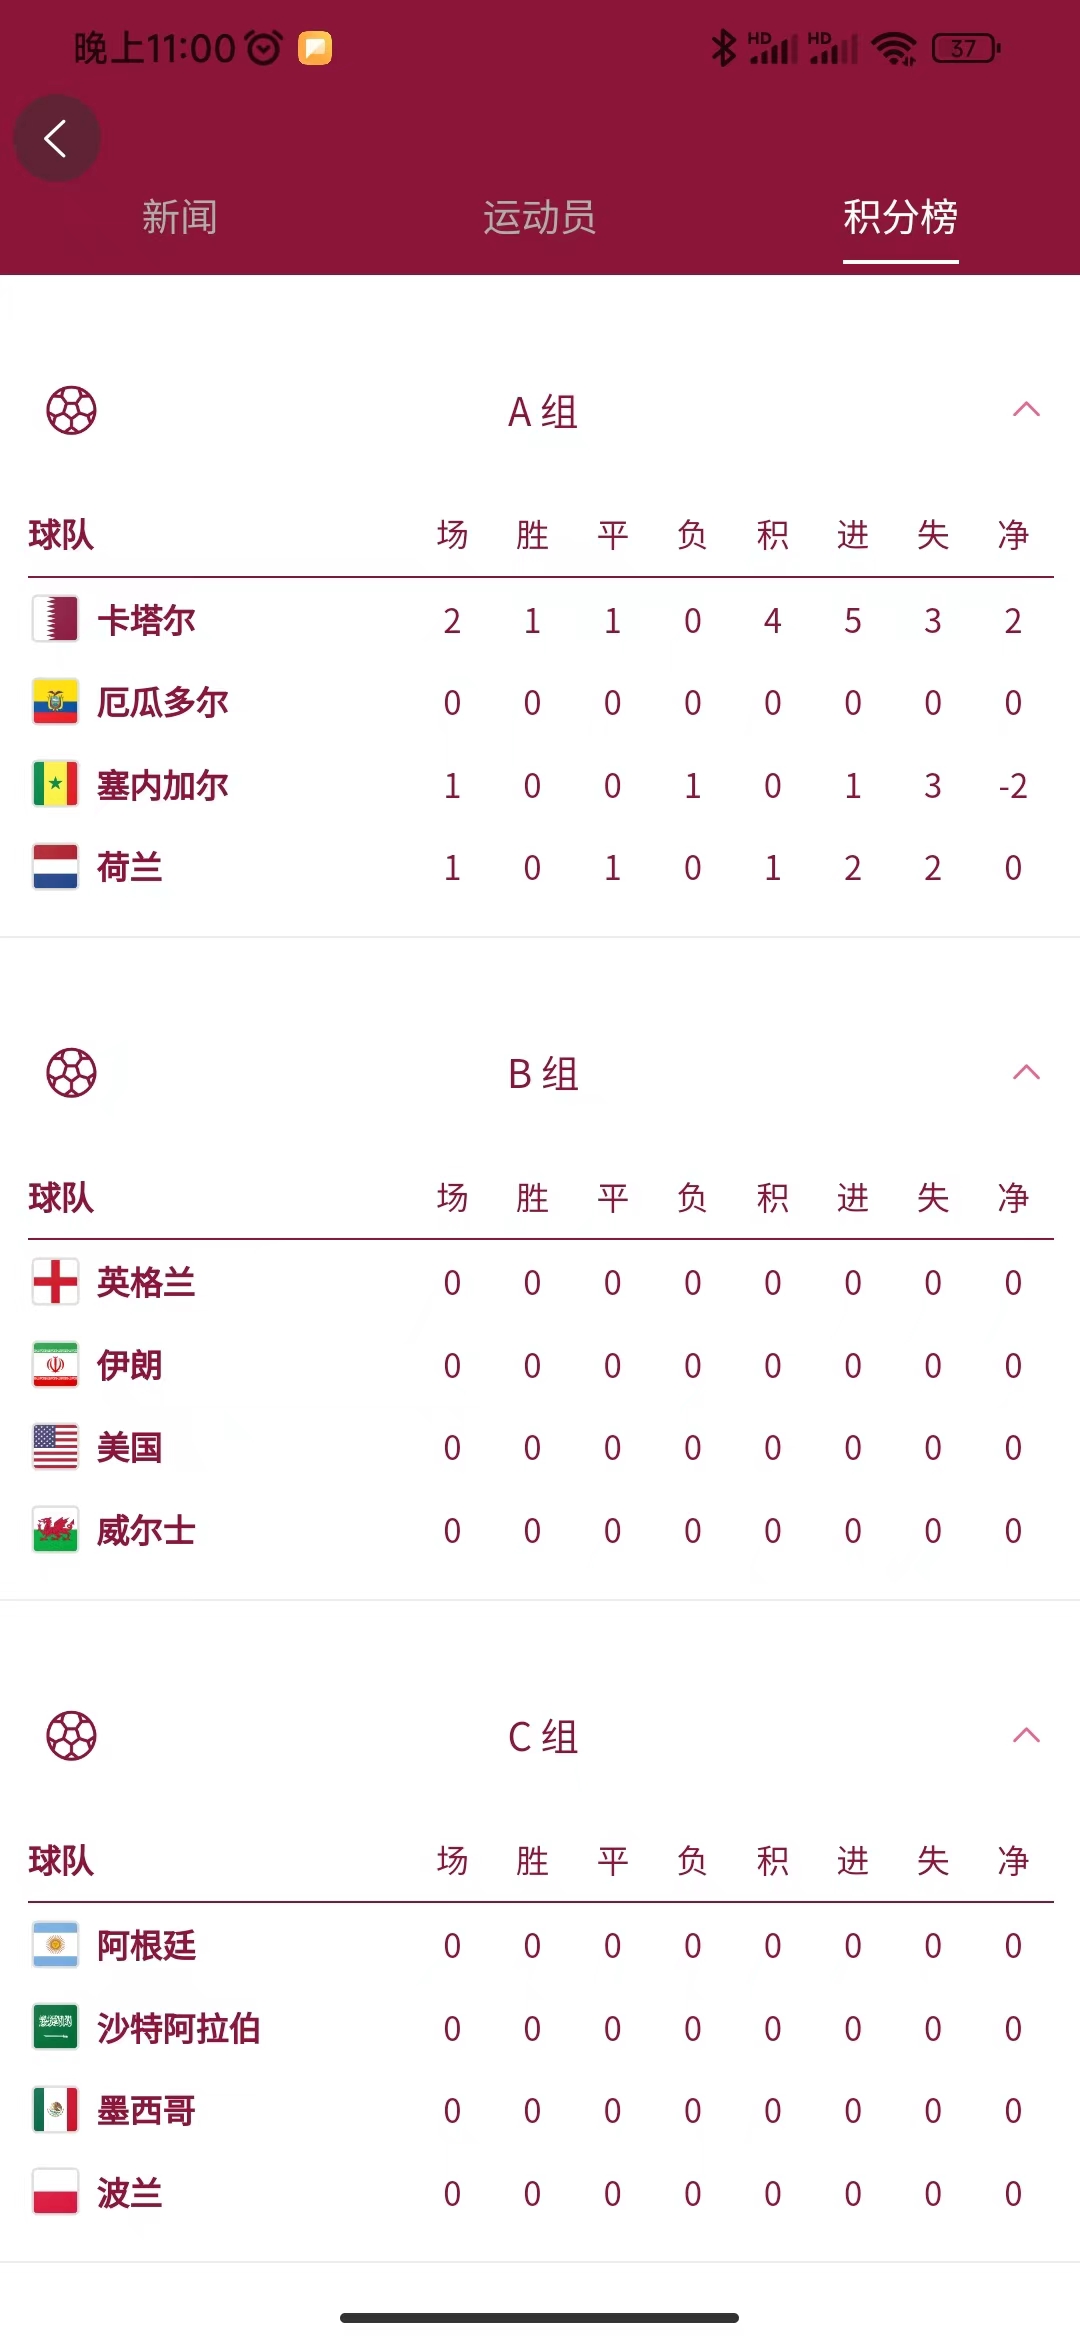 晚上11:00
HD HD 37
新闻 运动员 积分榜
A 组
球队 场 胜 平 负 积 进 失 净
卡塔尔 2 1 1 0 4 5 3 2
厄瓜多尔 0 0 0 0 0 0 0 0
塞内加尔 1 0 0 1 0 1 3 -2
荷兰 1 0 1 0 1 2 2 0
B 组
球队 场 胜 平 负 积 进 失 净
英格兰 0 0 0 0 0 0 0 0
伊朗 0 0 0 0 0 0 0 0
美国 0 0 0 0 0 0 0 0
威尔士 0 0 0 0 0 0 0 0
C 组
球队 场 胜 平 负 积 进 失 净
阿根廷 0 0 0 0 0 0 0 0
沙特阿拉伯 0 0 0 0 0 0 0 0
墨西哥 0 0 0 0 0 0 0 0
波兰 0 0 0 0 0 0 0 0